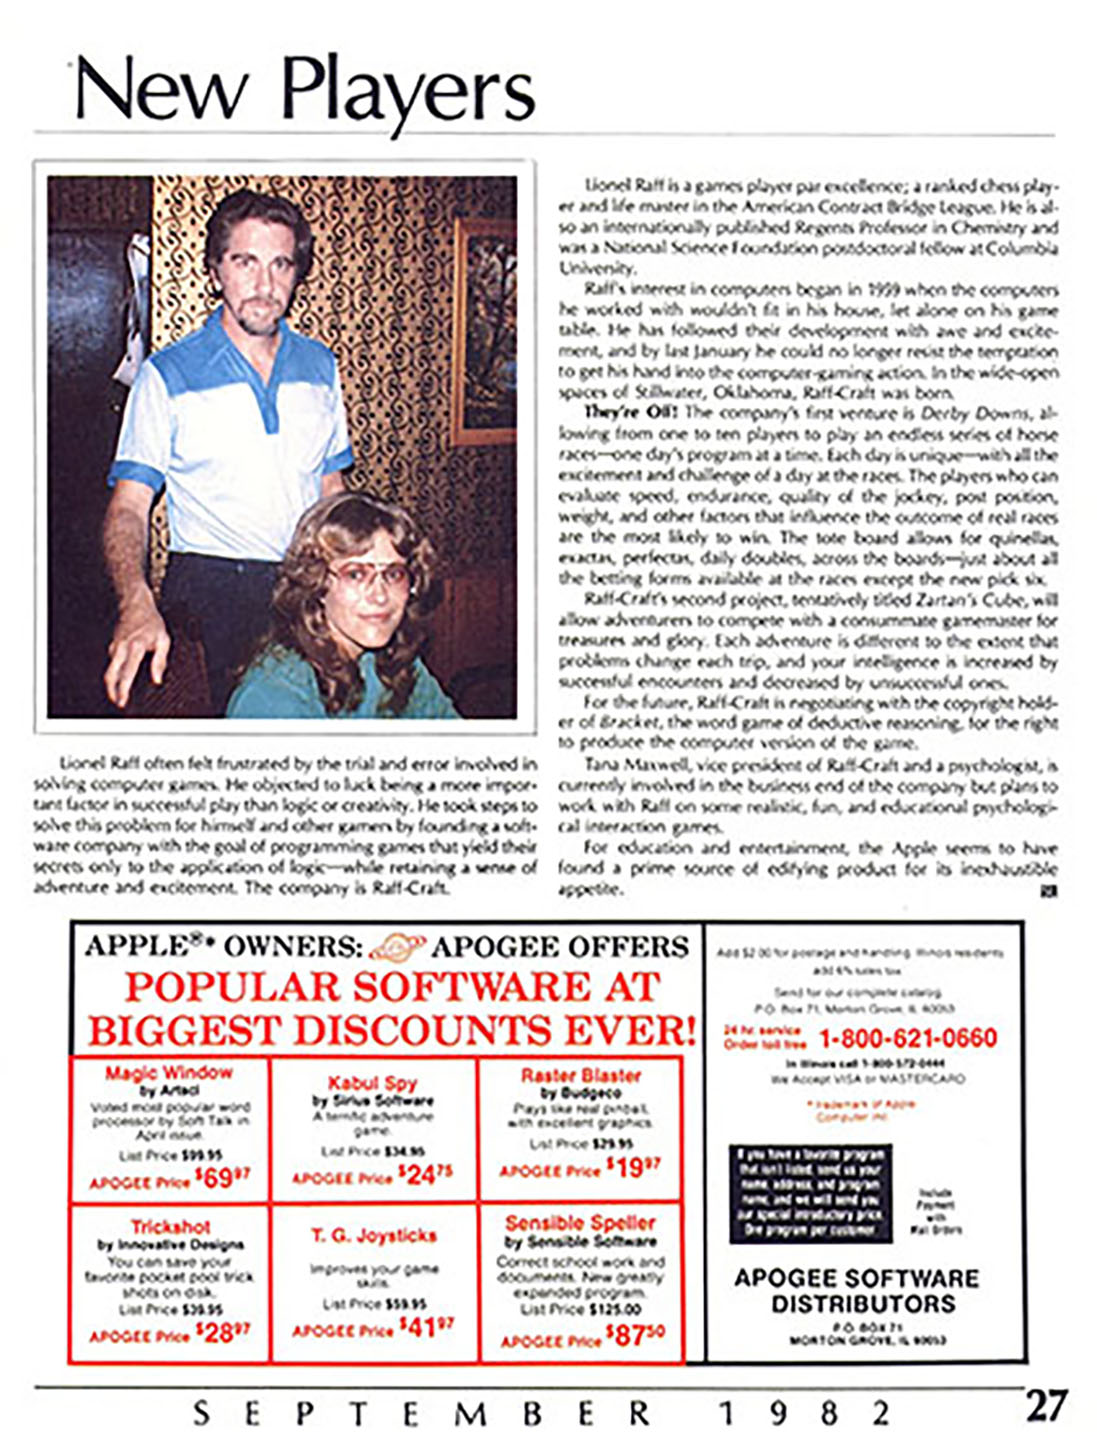 New Players
Lionel Raff often felt frustrated by the trial and error involved in
solving computer games. He objected to luck being a more impor-
tant factor in successful play than logic or creativity. He took steps to
solve this problem for himself and other gamers by founding a soft-
ware company with the goal of programming games that yield their
secrets only to the application of logic—while retaining a sense of
adventure and excitement. The company is Raff-Craft.
Lionel Raff is a games player par excellence; a ranked chess play-
er and life master in the American Contract Bridge League. He is al-
so an internationally published Regents Professor in Chemistry and
was a National Science Foundation postdoctoral fellow at Columbia
University.
Raff's interest in computers began in 1959 when the computers
he worked with wouldn't fit in his house, let alone on his game
table. He has followed their development with awe and excite-
ment, and by last January he could no longer resist the temptation
to get his hand into the computer-gaming action. In the wide-open
spaces of Stillwater, Oklahoma, Raff-Craft was born.
They're Off! The company's first venture is Derby Downs, al-
lowing from one to ten players to play an endless series of horse
races—one day's program at a time. Each day is unique—with all the
excitement and challenge of a day at the races. The players who can
evaluate speed, endurance, quality of the jockey, post position,
weight, and other factors that influence the outcome of real races
are the most likely to win. The tote board allows for quinellas,
exactas, perfectas, daily doubles, across the boards—just about all
the betting forms available at the races except the new pick six.
Raff-Craft's second project, tentatively titled Zartan's Cube, will
allow adventurers to compete with a consummate gamemaster for
treasures and glory. Each adventure is different to the extent that
problems change each trip, and your intelligence is increased by
successful encounters and decreased by unsuccessful ones.
For the future, Raff-Craft is negotiating with the copyright hold-
er of Bracket, the word game of deductive reasoning, for the right
to produce the computer version of the game.
Tana Maxwell, vice president of Raff-Craft and a psychologist, is
currently involved in the business end of the company but plans to
work with Raff on some realistic, fun, and educational psychologi-
cal interaction games.
For education and entertainment, the Apple seems to have
found a prime source of edifying product for its inexhaustible
appetite.
APPLE®* OWNERS: APOGEE OFFERS
POPULAR SOFTWARE AT
BIGGEST DISCOUNTS EVER!
Magic Window
by Artsci
Voted most popular word
processor by Soft Talk in
April issue.
List Price $99.95
APOGEE Price $69.97
Kabul Spy
by Sirius Software
A terrific adventure
game.
List Price $34.95
APOGEE Price $24.75
Raster Blaster
by Budgeco
Plays like real pinball,
with excellent graphics.
List Price $29.95
APOGEE Price $19.97
Trickshot
by Innovative Designs
You can save your
favorite pocket pool trick
shots on disk.
List Price $39.95
APOGEE Price $28.97
T. G. Joysticks
Improves your game
skills.
List Price $59.95
APOGEE Price $41.97
Sensible Speller
by Sensible Software
Correct school work and
documents. New greatly
expanded program.
List Price $125.00
APOGEE Price $87.50
Add $2.00 for postage and handling. Illinois residents
add 6% sales tax.
Send for our complete catalog.
P.O. Box 71, Morton Grove, IL 60053
24 hr. service
Order toll free 1-800-621-0660
In Illinois call 1-800-572-0444
We Accept VISA or MASTERCARD
* trademark of Apple
Computer Inc.
If you have a favorite program
that isn't listed, send us your
name, address, and program
name, and we will send you
our special introductory price.
One program per customer.
Include
Payment
with
Mail Orders
APOGEE SOFTWARE
DISTRIBUTORS
P.O. BOX 71
MORTON GROVE, IL 60053
SEPTEMBER 1982 27